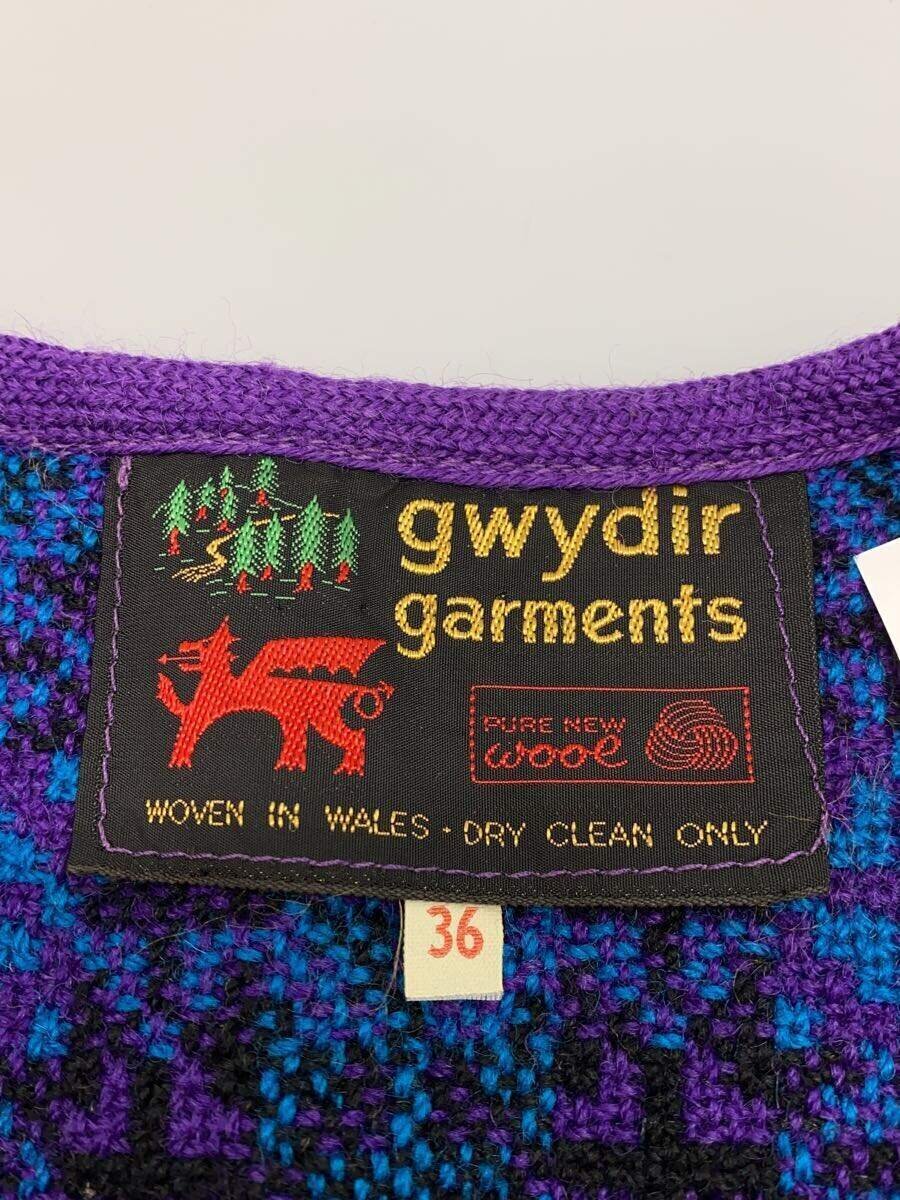 gwydir
garments
PURE NEW
wool
WOVEN IN WALES · DRY CLEAN ONLY
36